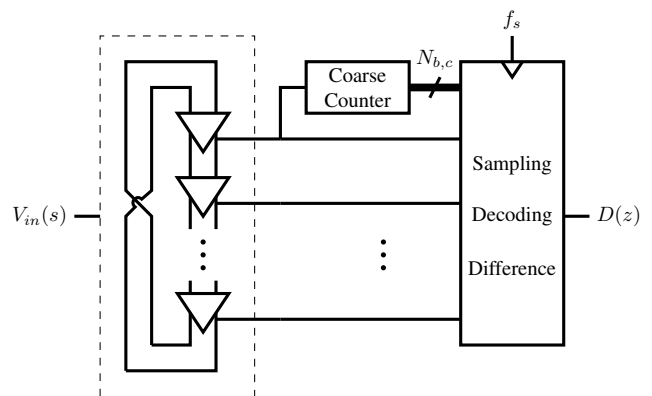 f_s
Coarse
Counter
N_{b,c}
Sampling
V_{in}(s)
Decoding
D(z)
Difference